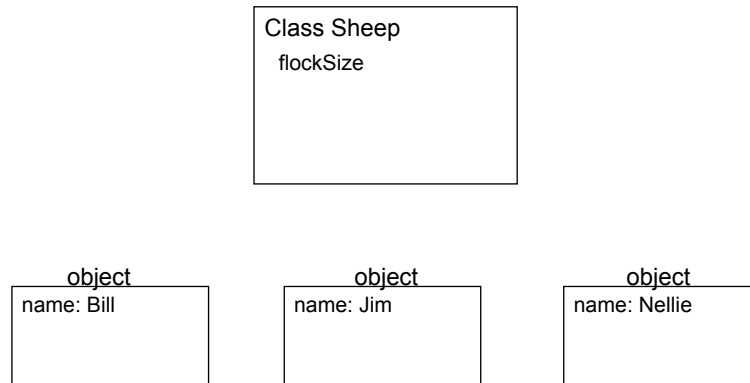 Class Sheep
flockSize
object
object
object
name: Bill
name: Jim
name: Nellie